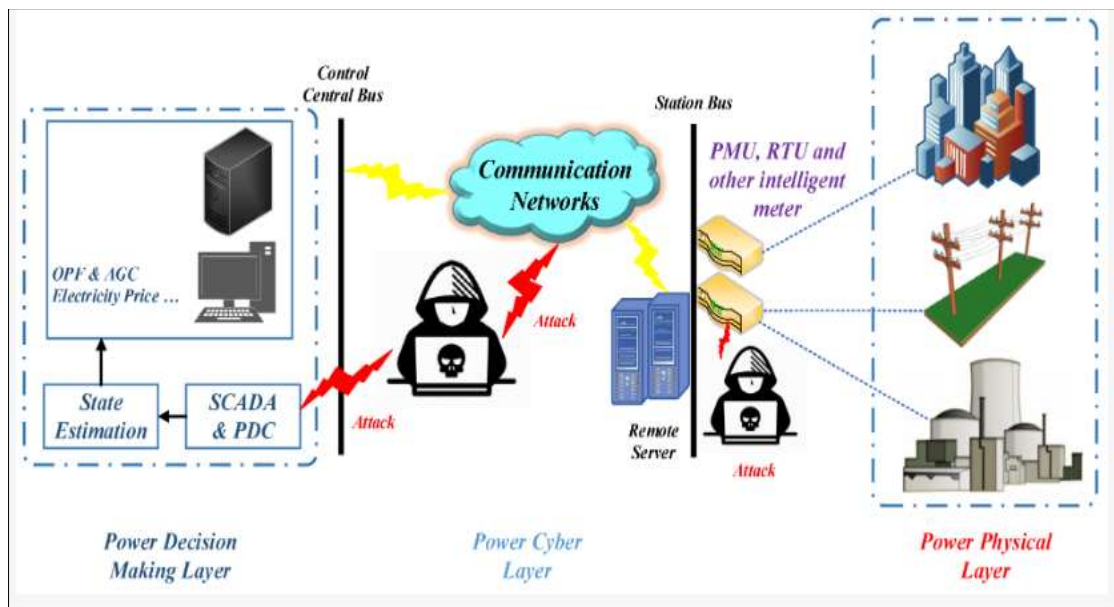 Control
Central Bus
Station Bus
Communication
Networks
PMU, RTU and
other intelligent
meter
OPF & AGC
Electricity Price ...
Attack
Attack
State
Estimation
SCADA
& PDC
Remote
Server
Attack
Power Decision
Making Layer
Power Cyber
Layer
Power Physical
Layer